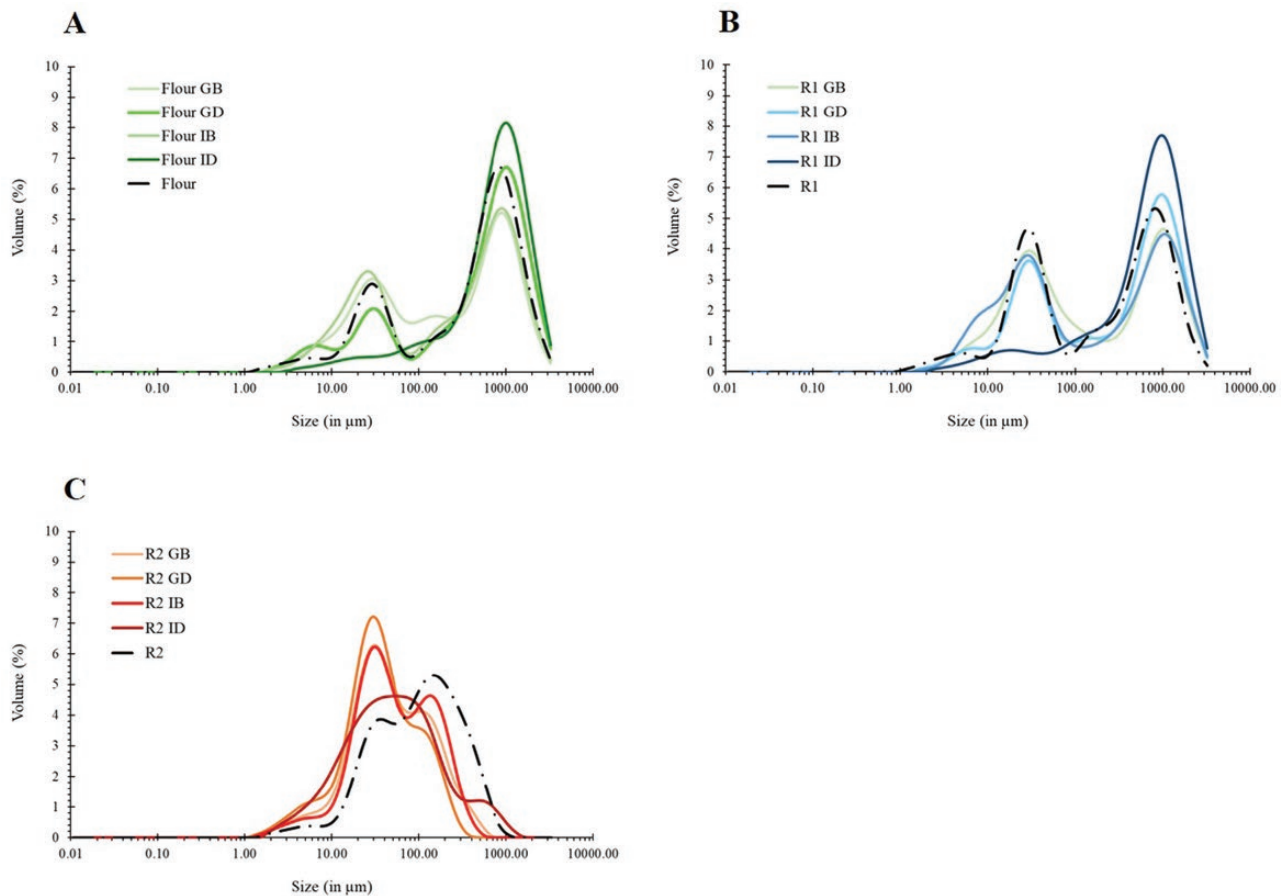 A
10
9
8
7
6
5
4
3
2
1
0
Volume (%)
Flour GB
Flour GD
Flour IB
Flour ID
Flour
0.01 0.10 1.00 10.00 100.00 1000.00 10000.00
Size (in µm)
B
10
9
8
7
6
5
4
3
2
1
0
Volume (%)
R1 GB
R1 GD
R1 IB
R1 ID
R1
0.01 0.10 1.00 10.00 100.00 1000.00 10000.00
Size (in µm)
C
10
9
8
7
6
5
4
3
2
1
0
Volume (%)
R2 GB
R2 GD
R2 IB
R2 ID
R2
0.01 0.10 1.00 10.00 100.00 1000.00 10000.00
Size (in µm)